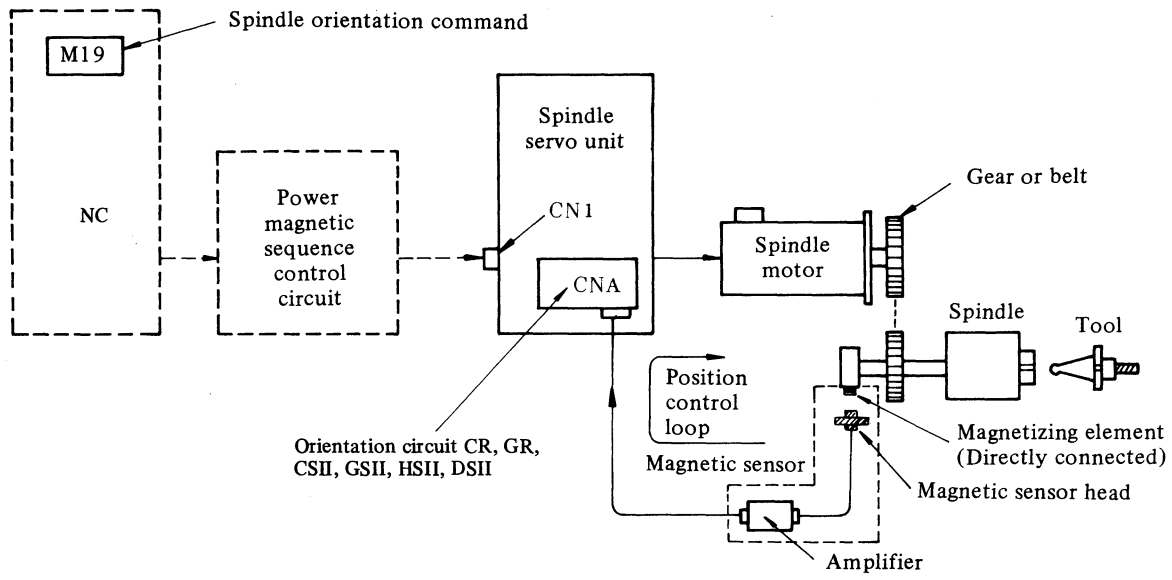 Spindle orientation command
M19
NC
Power
magnetic
sequence
control
circuit
Spindle
servo unit
CN1
CNA
Spindle
motor
Gear or belt
Spindle
Tool
Position
control
loop
Orientation circuit CR, GR,
CSII, GSII, HSII, DSII
Magnetic sensor
Magnetizing element
(Directly connected)
Magnetic sensor head
Amplifier